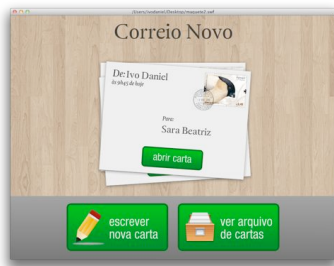 Correio Novo
De: Ivo Daniel
Para:
Sara Beatriz
abrir carta
escrever
nova carta
ver arquivo
de cartas